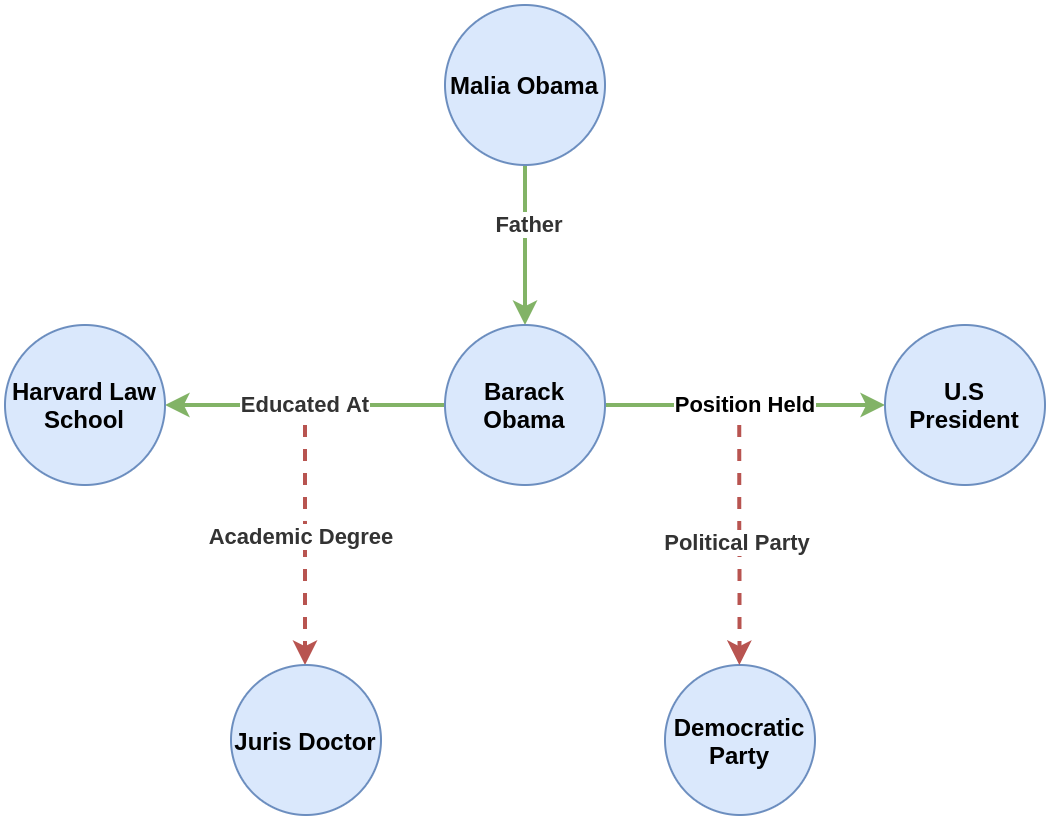 Malia Obama
Father
Harvard Law
School
Educated At
Barack
Obama
Position Held
U.S
President
Academic Degree
Political Party
Juris Doctor
Democratic
Party